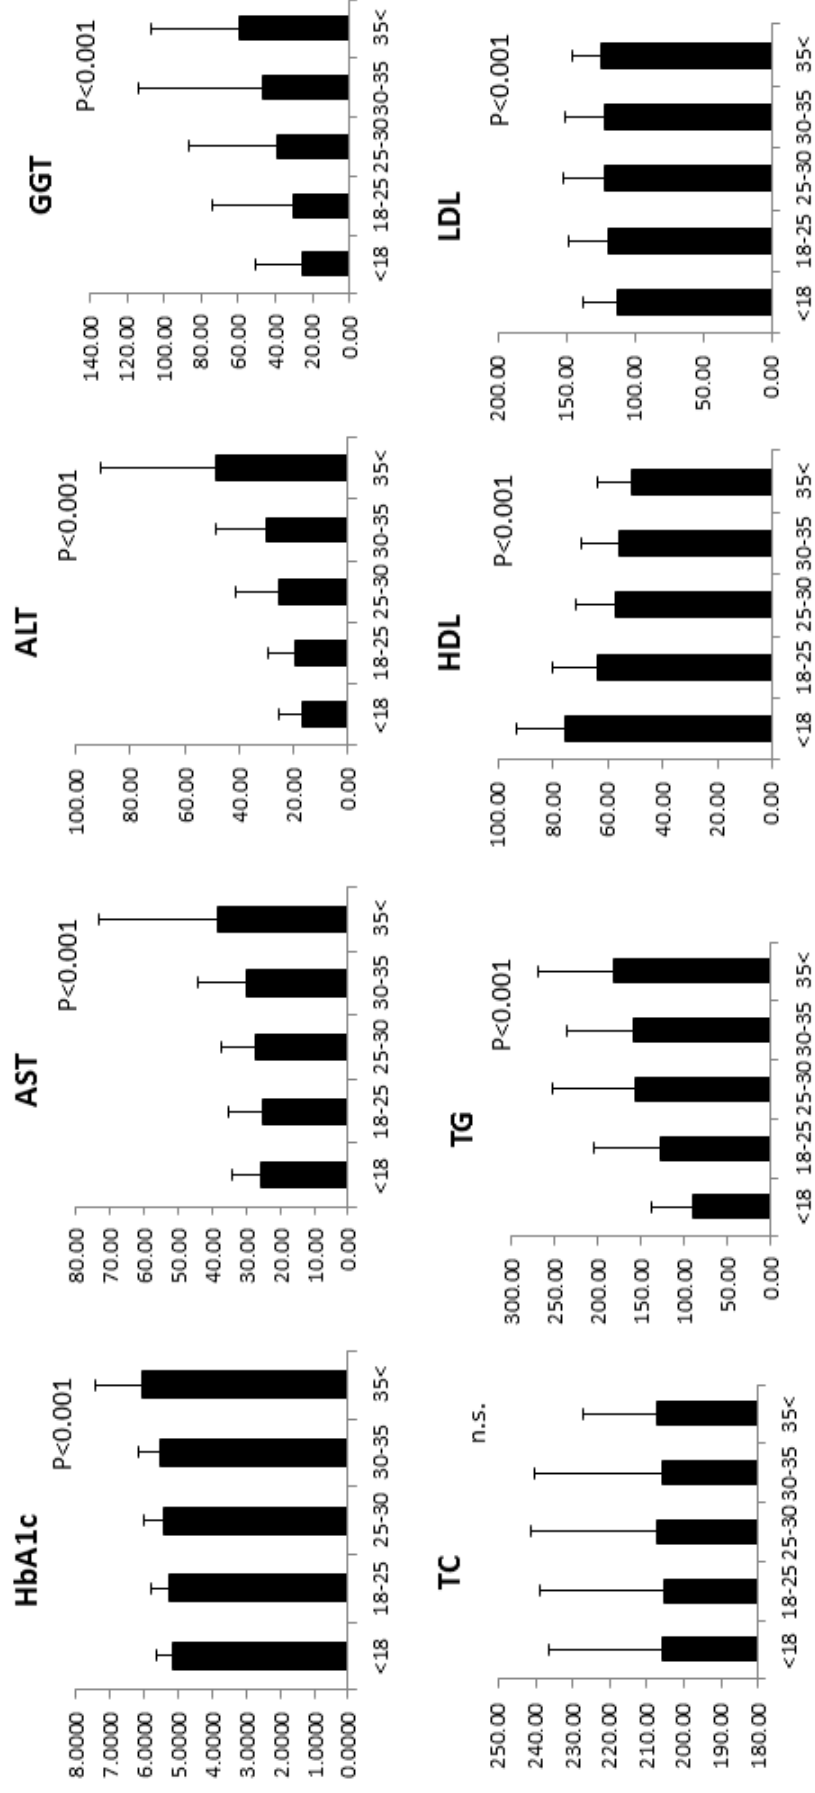 HbA1c
P<0.001
8.0000
7.0000
6.0000
5.0000
4.0000
3.0000
2.0000
1.0000
0.0000
<18 18-25 25-30 30-35 35<
AST
P<0.001
80.00
70.00
60.00
50.00
40.00
30.00
20.00
10.00
0.00
<18 18-25 25-30 30-35 35<
ALT
P<0.001
100.00
80.00
60.00
40.00
20.00
0.00
<18 18-25 25-30 30-35 35<
GGT
P<0.001
140.00
120.00
100.00
80.00
60.00
40.00
20.00
0.00
<18 18-25 25-30 30-35 35<
TC
n.s.
250.00
240.00
230.00
220.00
210.00
200.00
190.00
180.00
<18 18-25 25-30 30-35 35<
TG
P<0.001
300.00
250.00
200.00
150.00
100.00
50.00
0.00
<18 18-25 25-30 30-35 35<
HDL
P<0.001
100.00
80.00
60.00
40.00
20.00
0.00
<18 18-25 25-30 30-35 35<
LDL
P<0.001
200.00
150.00
100.00
50.00
0.00
<18 18-25 25-30 30-35 35<